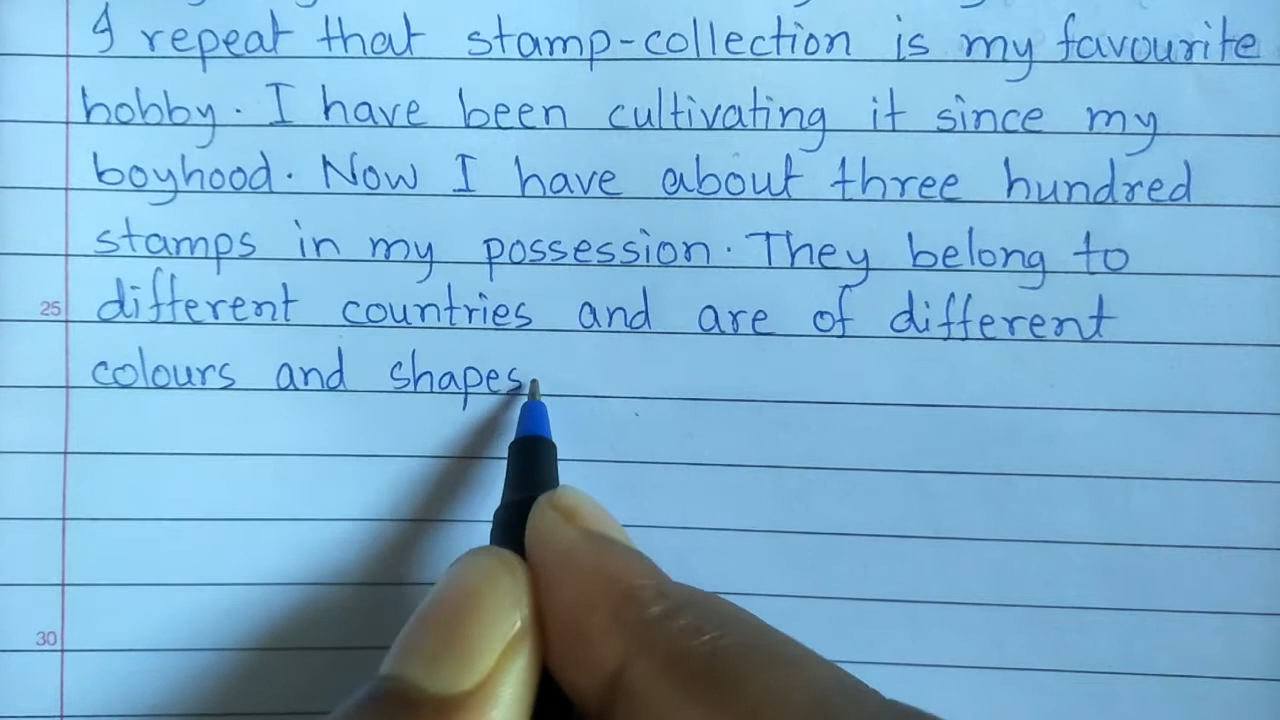 I repeat that stamp-collection is my favourite
hobby. I have been cultivating it since my
boyhood. Now I have about three hundred
stamps in my possession. They belong to
25 different countries and are of different
colours and shapes.
30